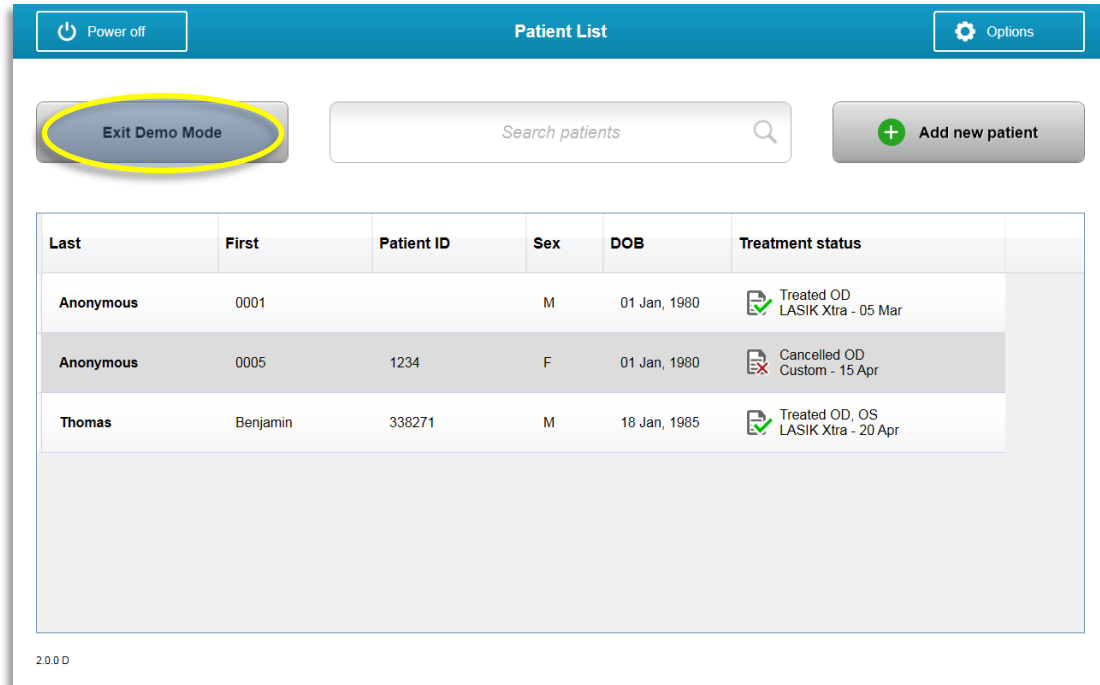 Power off
Patient List
Options
Exit Demo Mode
Search patients
Add new patient
Last First Patient ID Sex DOB Treatment status
Anonymous 0001 M 01 Jan, 1980 Treated OD
LASIK Xtra - 05 Mar
Anonymous 0005 1234 F 01 Jan, 1980 Cancelled OD
Custom - 15 Apr
Thomas Benjamin 338271 M 18 Jan, 1985 Treated OD, OS
LASIK Xtra - 20 Apr
2.0.0 D